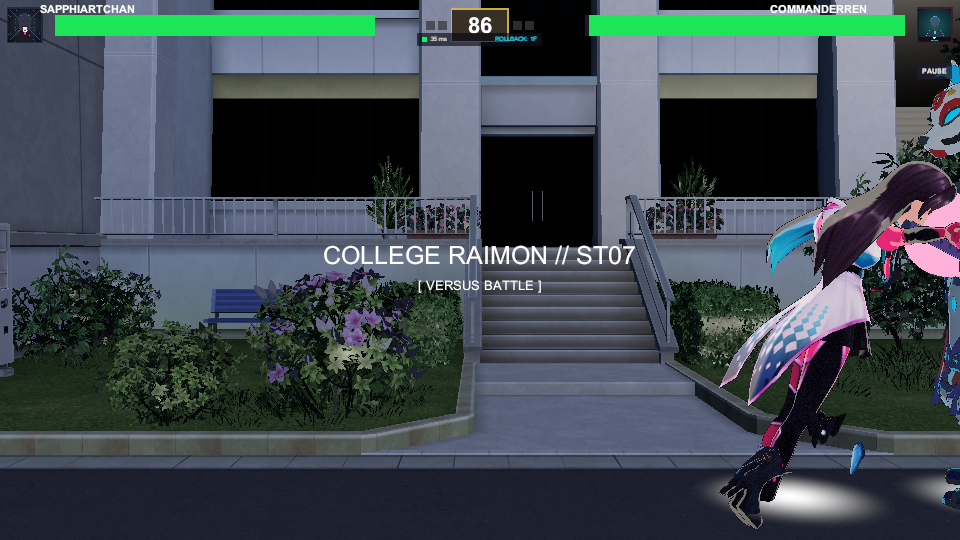 SAPPHIARTCHAN
COMMANDERREN
86
35 ms
ROLLBACK: 1F
PAUSE
COLLEGE RAIMON // ST07
[ VERSUS BATTLE ]